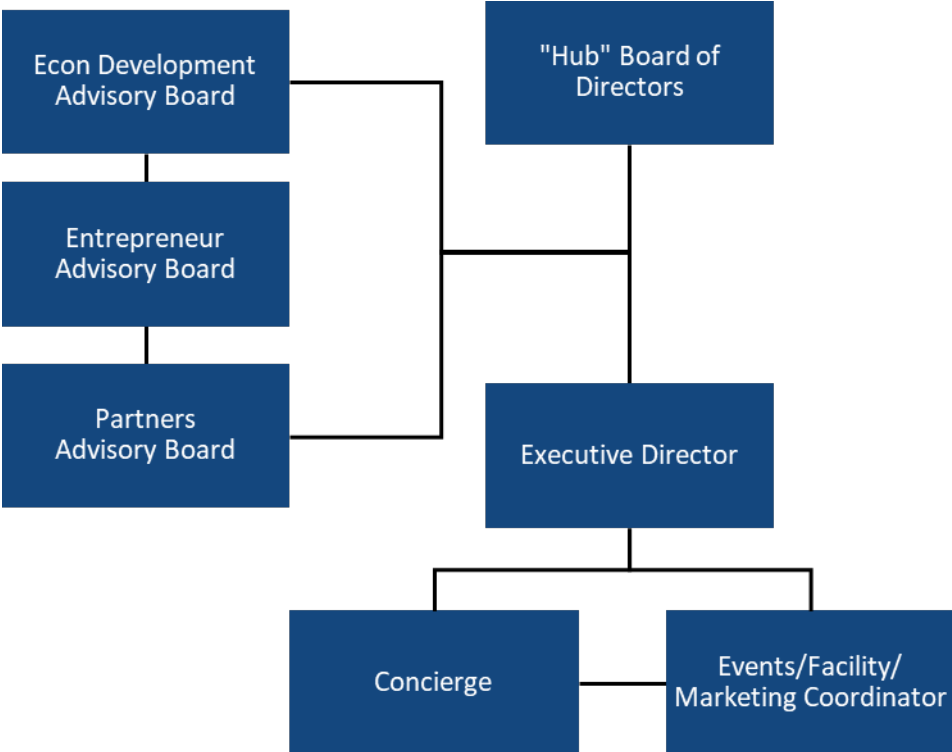 Econ Development
Advisory Board
"Hub" Board of
Directors
Entrepreneur
Advisory Board
Partners
Advisory Board
Executive Director
Concierge
Events/Facility/
Marketing Coordinator